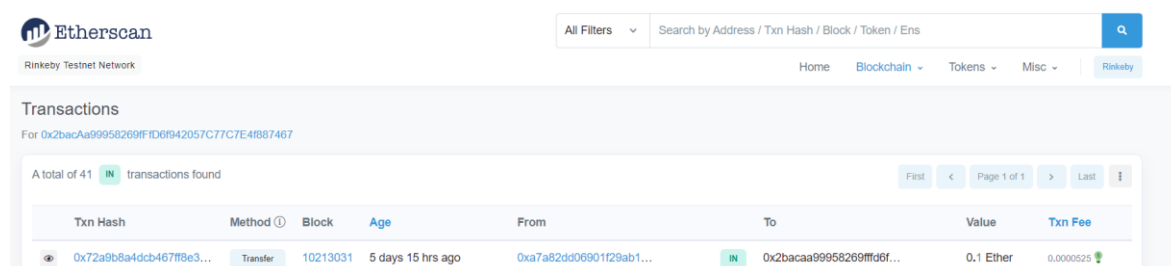 Etherscan
All Filters Search by Address / Txn Hash / Block / Token / Ens
Rinkeby Testnet Network
Home Blockchain Tokens Misc Rinkeby
Transactions
For 0x2bacAa99958269fFfD6f942057C77C7E4f887467
A total of 41 IN transactions found First < Page 1 of 1 > Last
Txn Hash Method Block Age From To Value Txn Fee
0x72a9b8a4dcb467ff8e3... Transfer 10213031 5 days 15 hrs ago 0xa7a82dd06901f29ab1... IN 0x2bacaa99958269fffd6f... 0.1 Ether 0.0000525